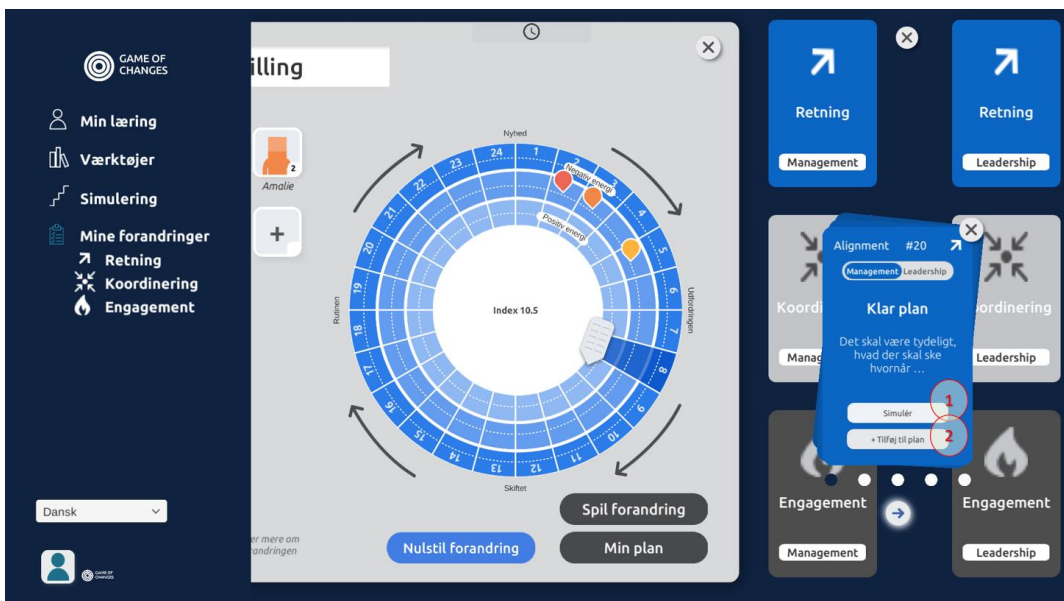 GAME OF
CHANGES
Min læring
Værktøjer
Simulering
Mine forandringer
Retning
Koordinering
Engagement
Dansk
GAME OF
CHANGES
illing
2
Amalie
+
er mere om
randringen
Nyhed
Udfordringen
Skiftet
Rutinen
1
2
3
4
5
6
7
8
9
10
11
12
13
14
15
16
17
18
19
20
21
22
23
24
Negativ energi
Positiv energi
Index 10.5
Spil forandring
Nulstil forandring
Min plan
Retning
Management
Retning
Leadership
Koordi
Manag
ordinering
Leadership
Alignment #20
Management Leadership
Klar plan
Det skal være tydeligt,
hvad der skal ske
hvornår ...
Simulér
1
+ Tilføj til plan
2
Engagement
Management
Engagement
Leadership